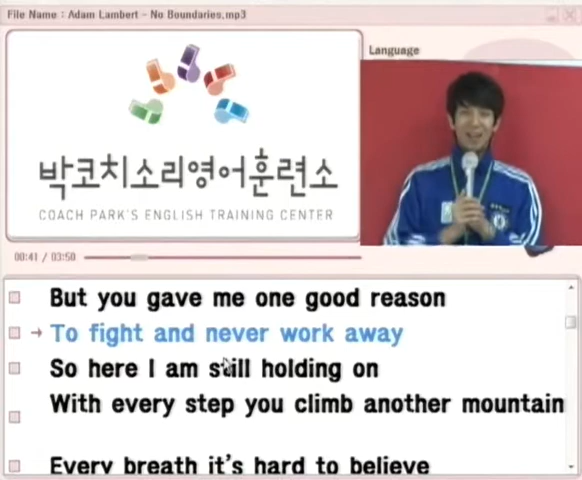 File Name : Adam Lambert - No Boundaries.mp3
Language
박코치소리영어훈련소
COACH PARK'S ENGLISH TRAINING CENTER
00:41 / 03:50
But you gave me one good reason
→ To fight and never work away
So here I am still holding on
With every step you climb another mountain
Every breath it's hard to believe